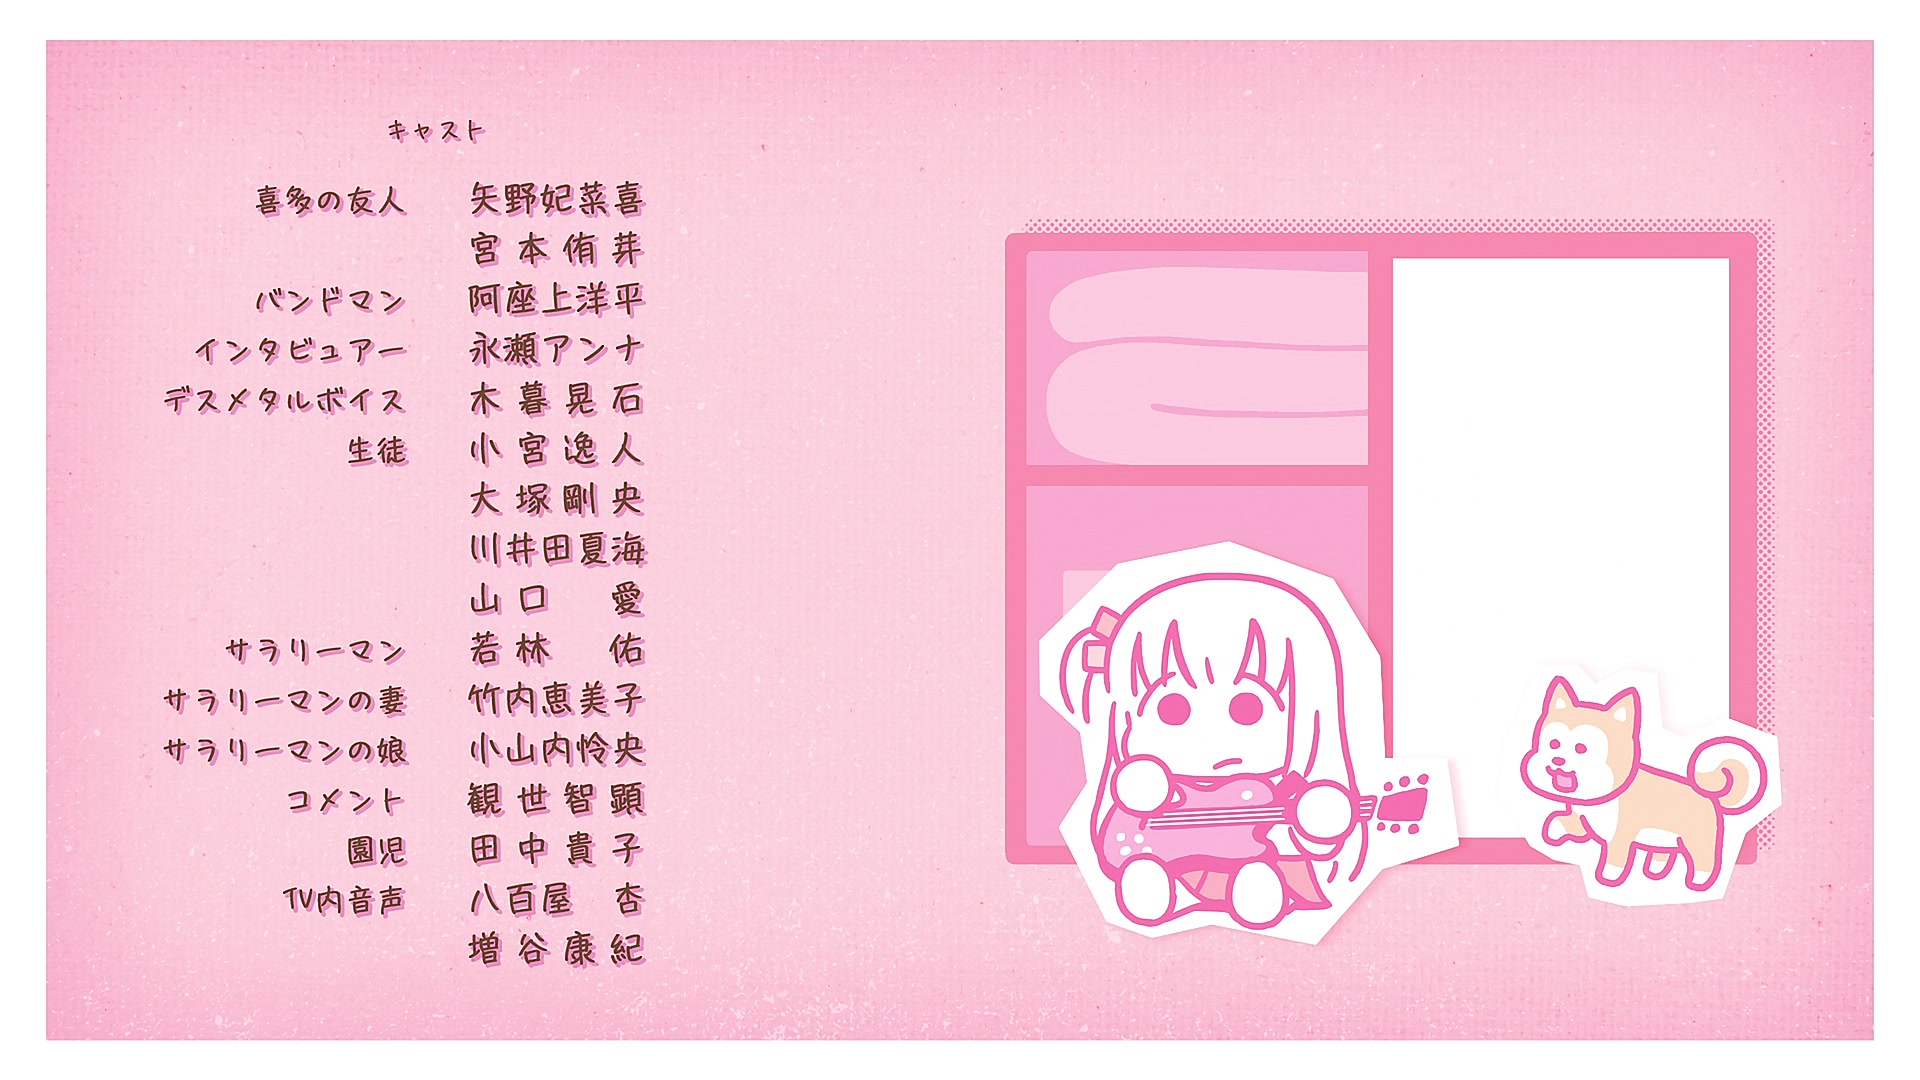 キャスト
喜多の友人 矢野妃菜喜
宮本侑芽
バンドマン 阿座上洋平
インタビュアー 永瀬アンナ
デスメタルボイス 木暮晃石
生徒 小宮逸人
大塚剛央
川井田夏海
山口 愛
サラリーマン 若林 佑
サラリーマンの妻 竹内恵美子
サラリーマンの娘 小山内怜央
コメント 観世智顕
園児 田中貴子
TV内音声 八百屋 杏
増谷康紀